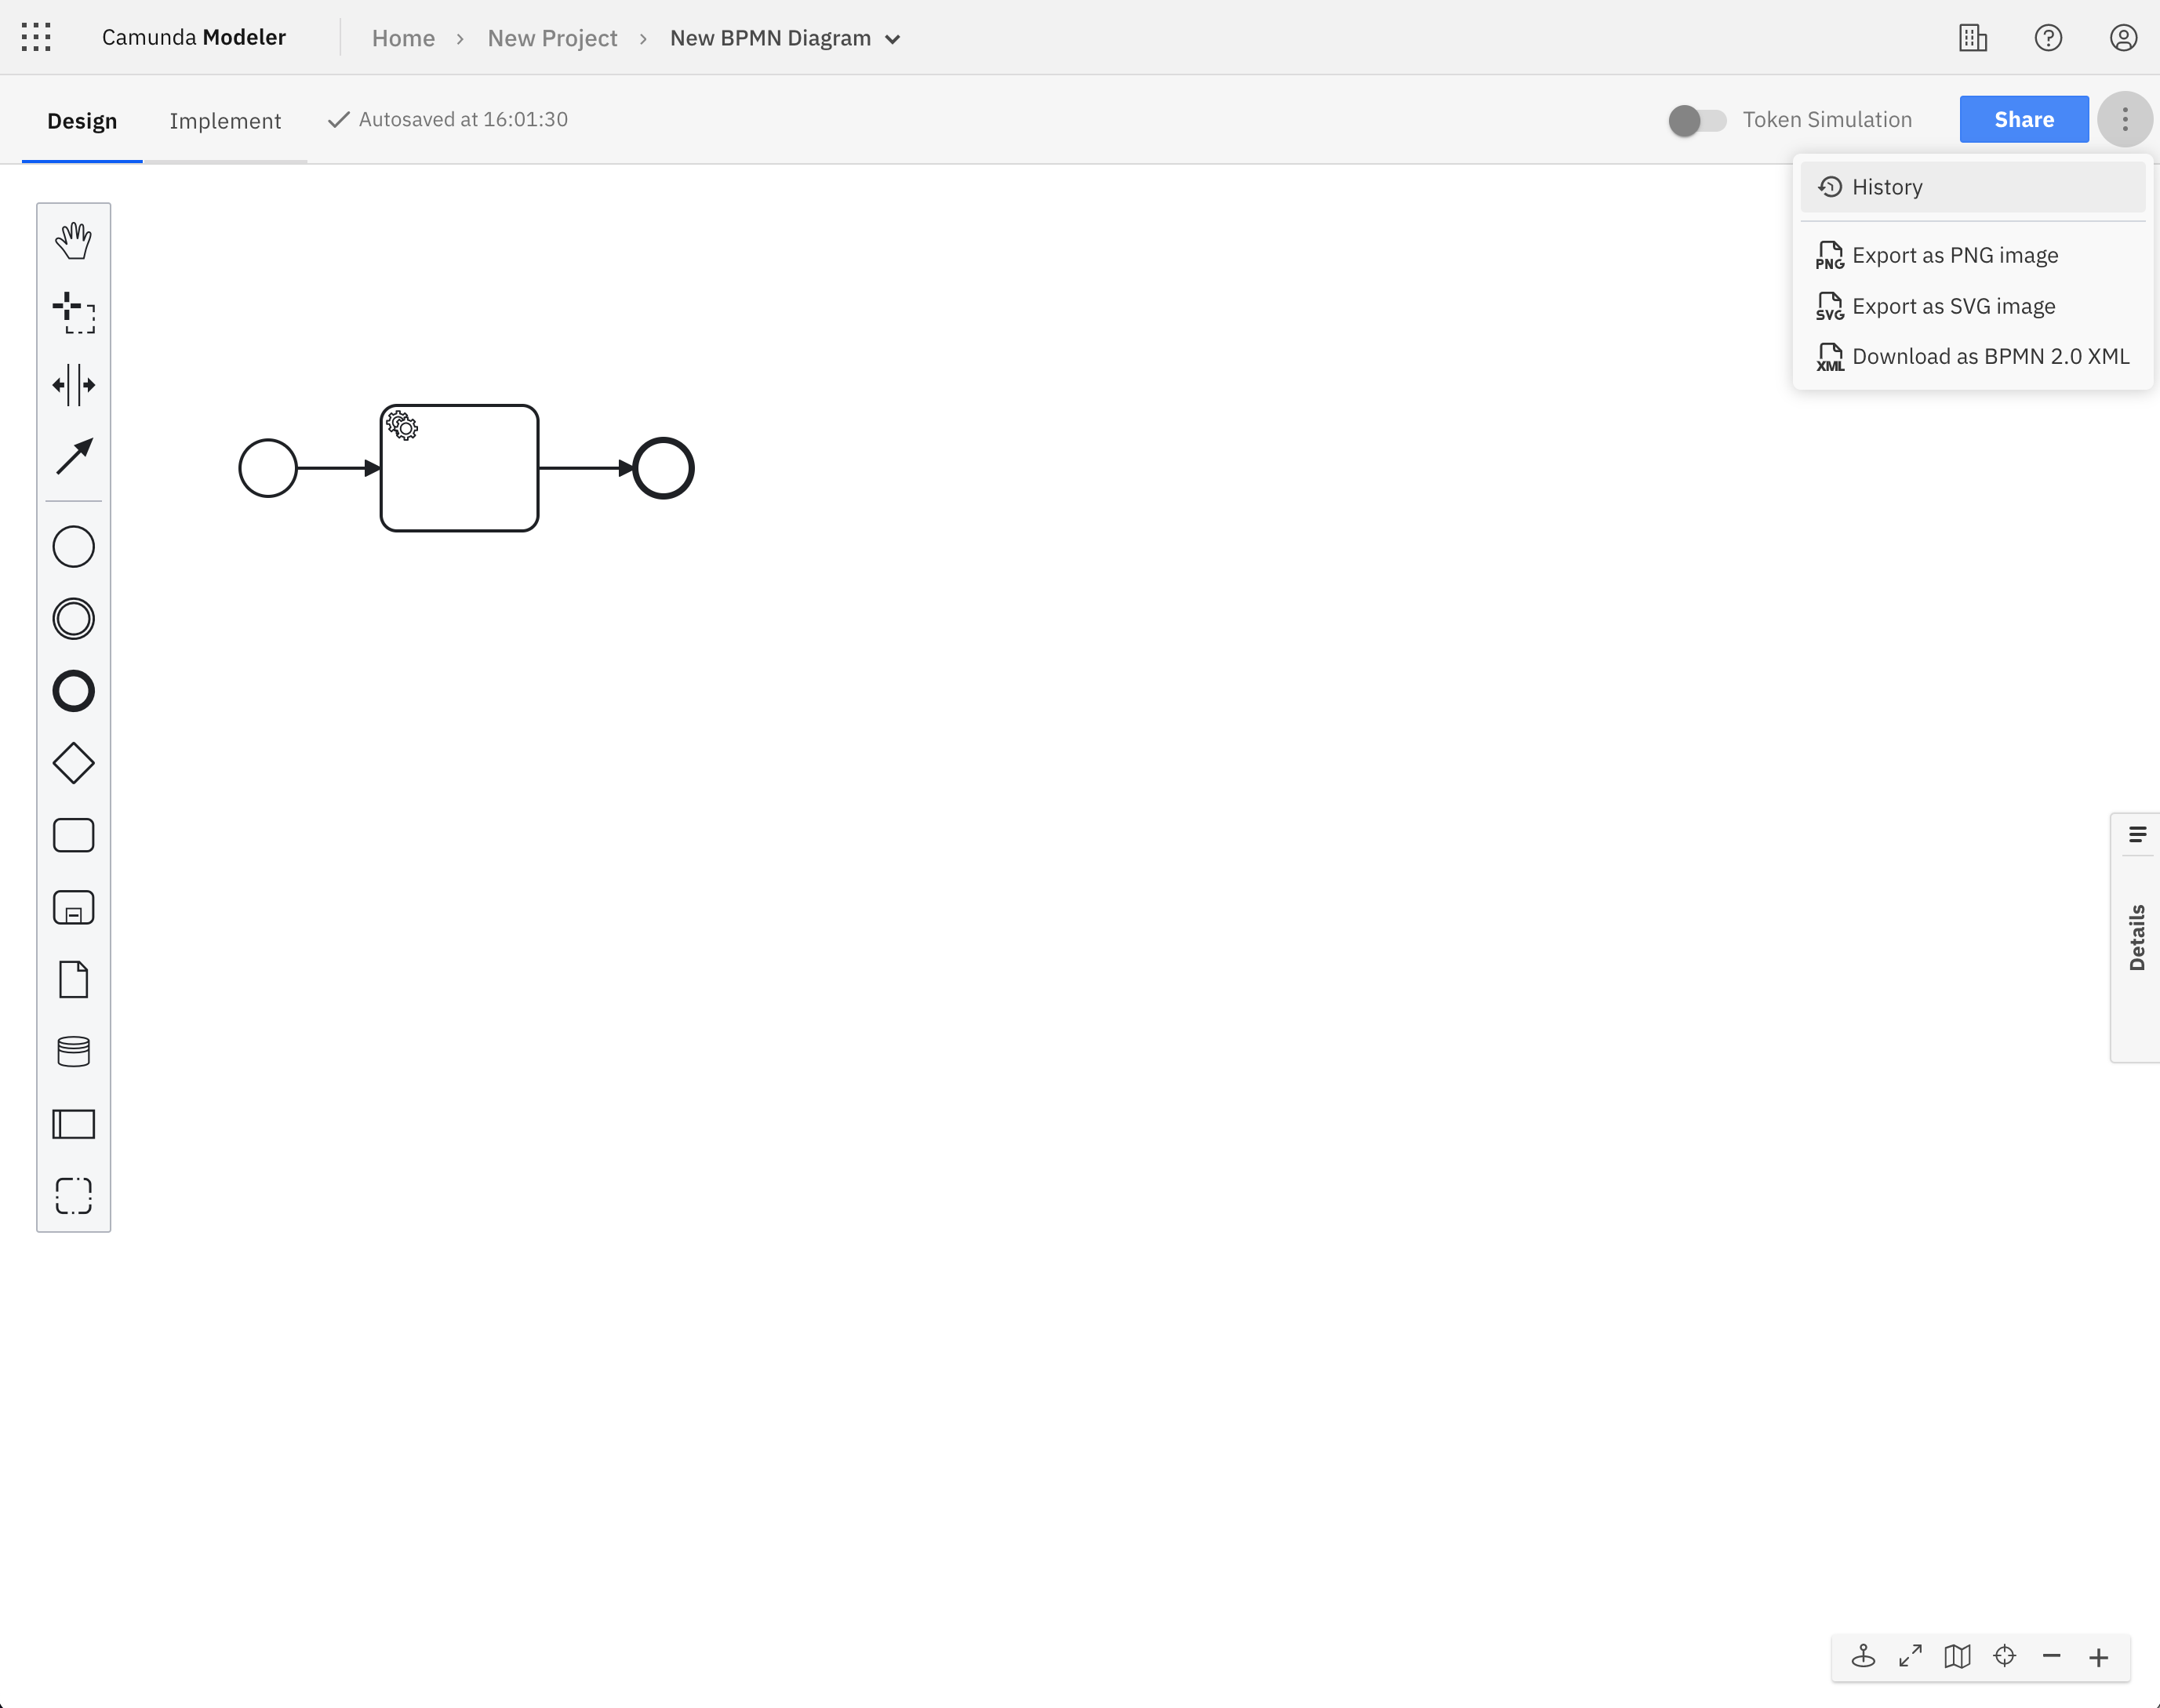 Camunda Modeler
Home › New Project › New BPMN Diagram
Design
Implement
Autosaved at 16:01:30
Token Simulation
Share
History
PNG Export as PNG image
SVG Export as SVG image
XML Download as BPMN 2.0 XML
Details